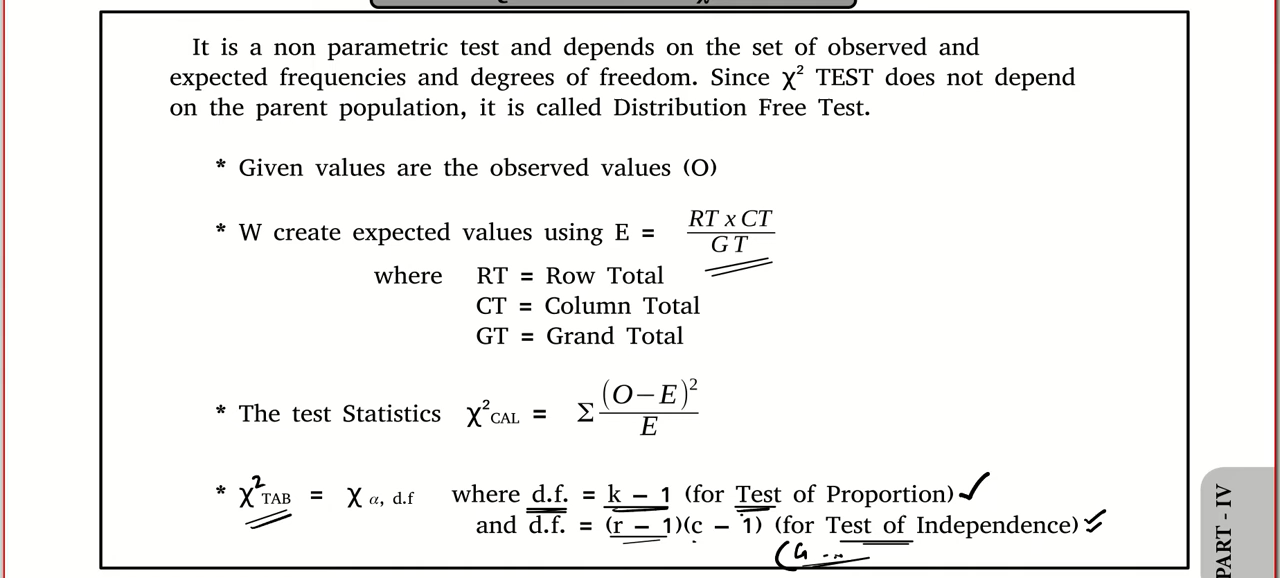 It is a non parametric test and depends on the set of observed and
expected frequencies and degrees of freedom. Since χ² TEST does not depend
on the parent population, it is called Distribution Free Test.
* Given values are the observed values (O)
* W create expected values using E = RT x CT / G T
where RT = Row Total
CT = Column Total
GT = Grand Total
* The test Statistics χ²CAL = Σ (O−E)² / E
* χ²TAB = χ α, d.f where d.f. = k − 1 (for Test of Proportion)
and d.f. = (r − 1)(c − 1) (for Test of Independence)
PART - IV